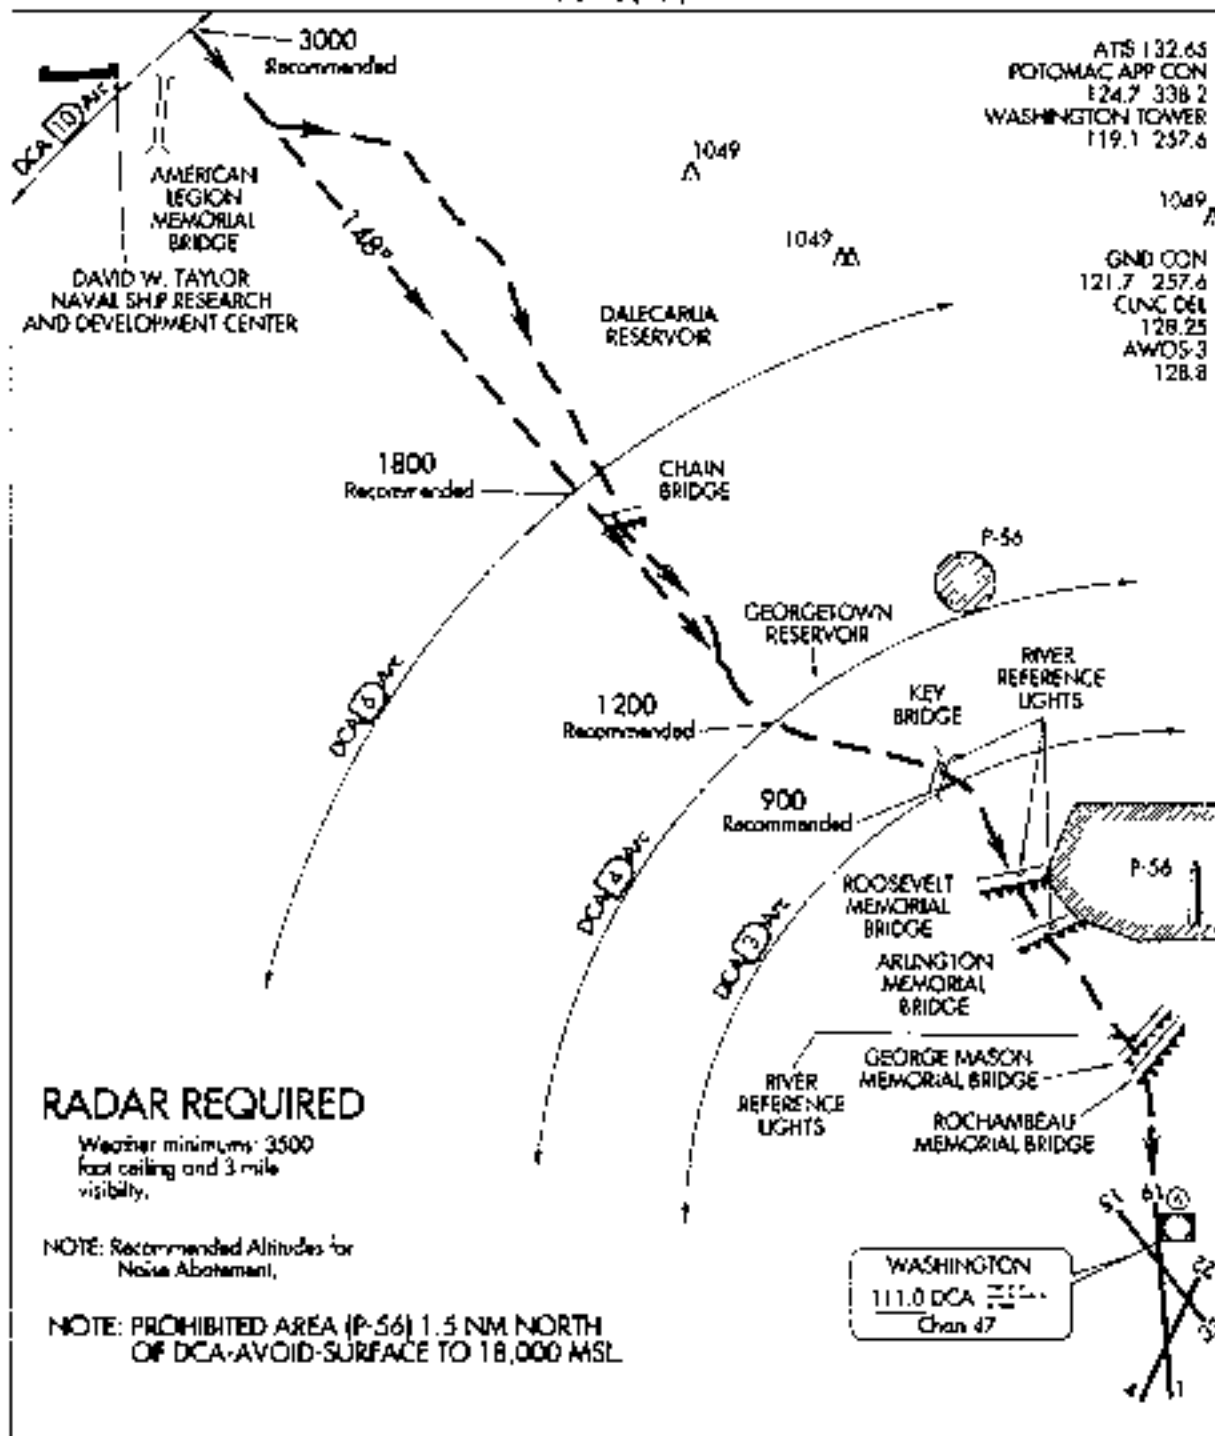 3000
Recommended
ATIS 132.65
POTOMAC APP CON
124.7 338.2
WASHINGTON TOWER
119.1 257.6
DCA 10 Arc
AMERICAN
LEGION
MEMORIAL
BRIDGE
1049
1049
1049
148°
DAVID W. TAYLOR
NAVAL SHIP RESEARCH
AND DEVELOPMENT CENTER
GND CON
121.7 257.6
CLNC DEL
128.25
AWOS-3
128.8
DALECARLIA
RESERVOIR
1800
Recommended
CHAIN
BRIDGE
P-56
GEORGETOWN
RESERVOIR
RIVER
REFERENCE
LIGHTS
DCA 6 Arc
1200
Recommended
KEY
BRIDGE
900
Recommended
DCA 4 Arc
ROOSEVELT
MEMORIAL
BRIDGE
P-56
DCA 3 Arc
ARLINGTON
MEMORIAL
BRIDGE
RIVER
REFERENCE
LIGHTS
GEORGE MASON
MEMORIAL BRIDGE
ROCHAMBEAU
MEMORIAL BRIDGE
RADAR REQUIRED
Weather minimums: 3500
foot ceiling and 3 mile
visibilty.
NOTE: Recommended Altitudes for
Noise Abatement.
NOTE: PROHIBITED AREA (P-56) 1.5 NM NORTH
OF DCA-AVOID-SURFACE TO 18,000 MSL
15
19
A
22
33
4
1
WASHINGTON
111.0 DCA
Chan 47